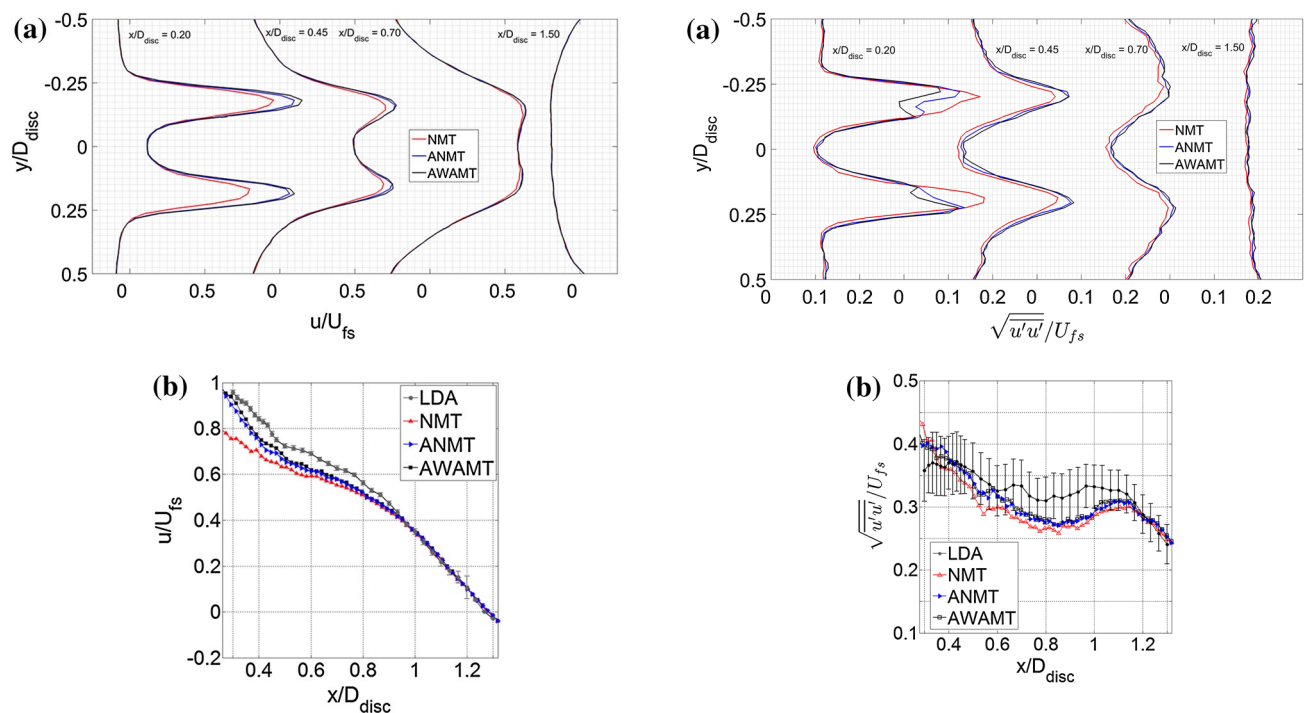 (a)
-0.5
-0.25
0
0.25
0.5
y/D_disc
x/D_disc = 0.20 x/D_disc = 0.45 x/D_disc = 0.70 x/D_disc = 1.50
NMT
ANMT
AWAMT
0 0.5 0 0.5 0 0.5 0
u/U_fs
(a)
-0.5
-0.25
0
0.25
0.5
y/D_disc
x/D_disc = 0.20 x/D_disc = 0.45 x/D_disc = 0.70 x/D_disc = 1.50
NMT
ANMT
AWAMT
0 0.1 0 0.2 0 0.2 0 0.1 0.2
√u'u'/U_fs
(b)
1
0.8
0.6
0.4
0.2
0
-0.2
u/U_fs
LDA
NMT
ANMT
AWAMT
0.4 0.6 0.8 1 1.2
x/D_disc
(b)
0.5
0.4
0.3
0.2
0.1
√u'u'/U_fs
LDA
NMT
ANMT
AWAMT
0.4 0.6 0.8 1 1.2
x/D_disc